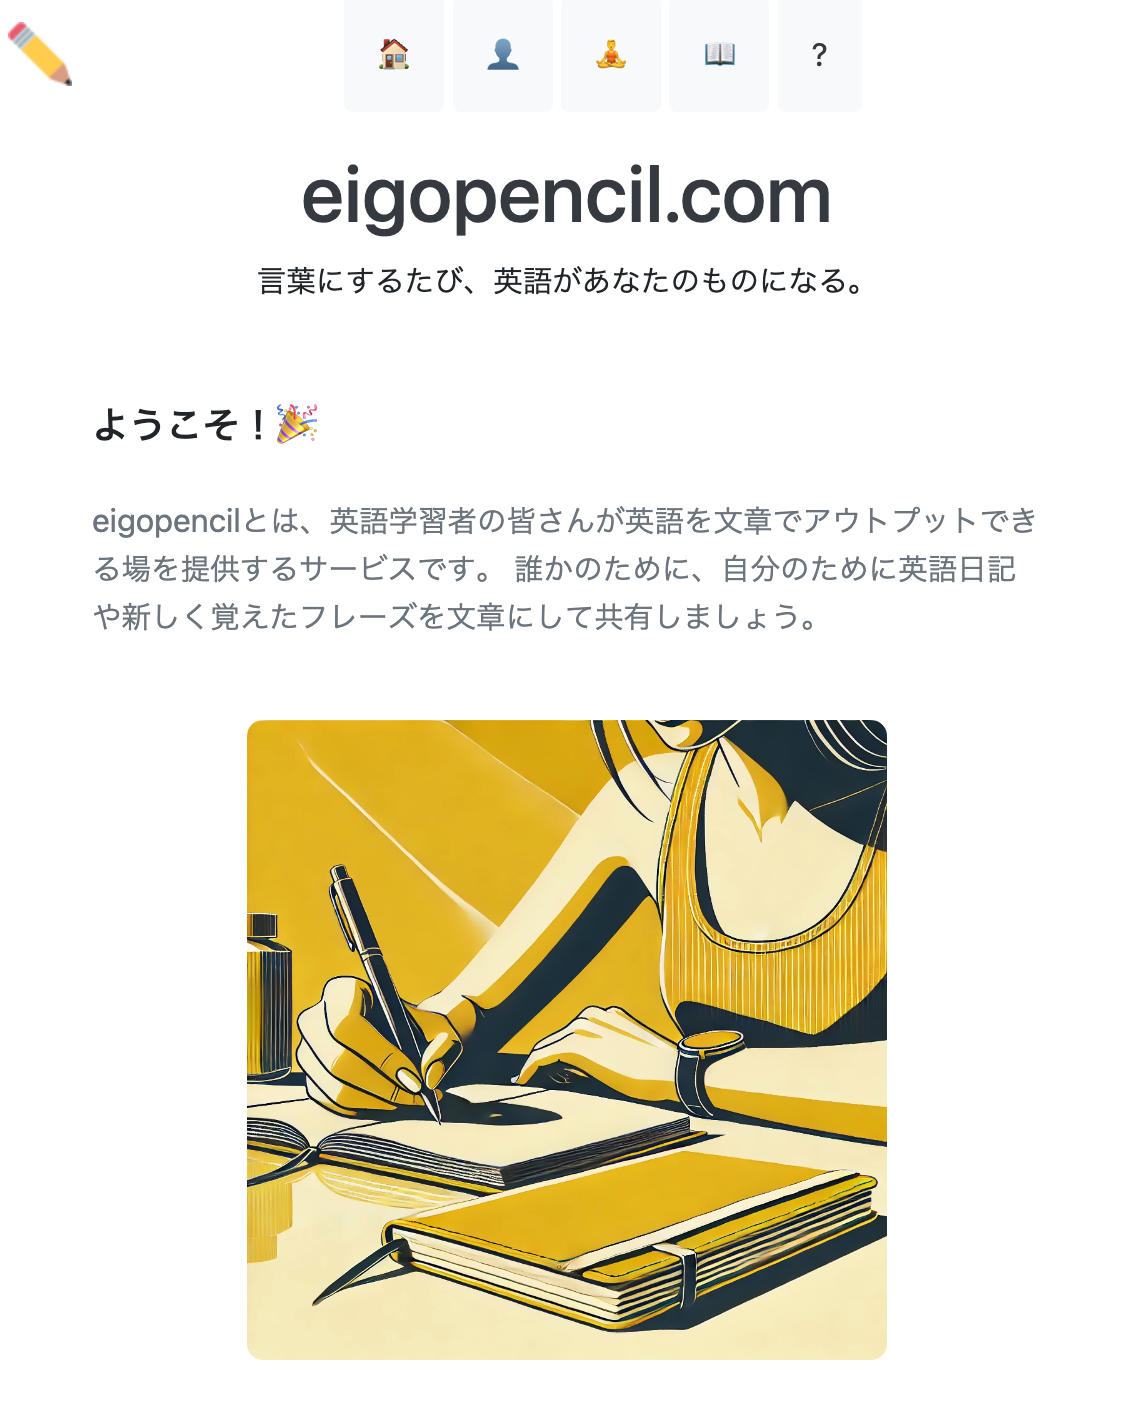 ?
eigopencil.com
言葉にするたび、英語があなたのものになる。
ようこそ！🎉
eigopencilとは、英語学習者の皆さんが英語を文章でアウトプットでき
る場を提供するサービスです。 誰かのために、自分のために英語日記
や新しく覚えたフレーズを文章にして共有しましょう。